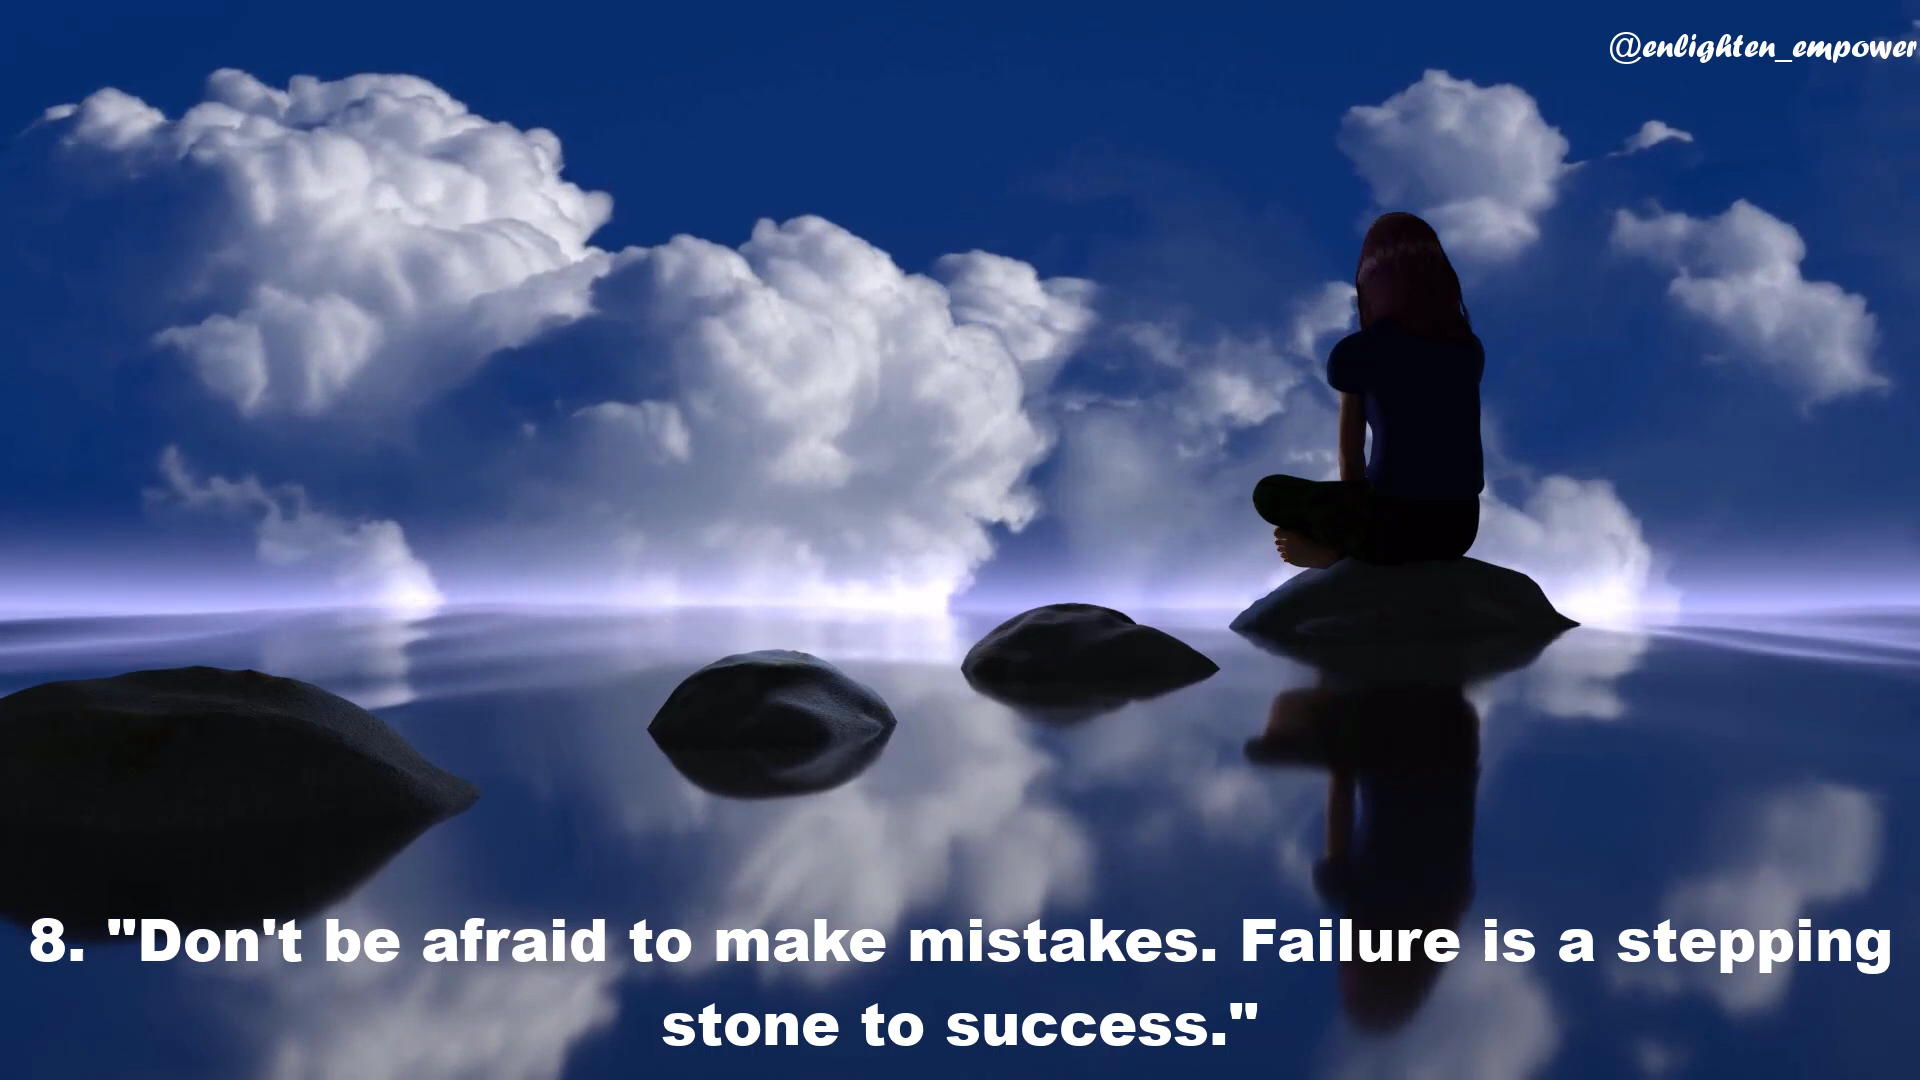 @enlighten_empower
8. "Don't be afraid to make mistakes. Failure is a stepping
stone to success."